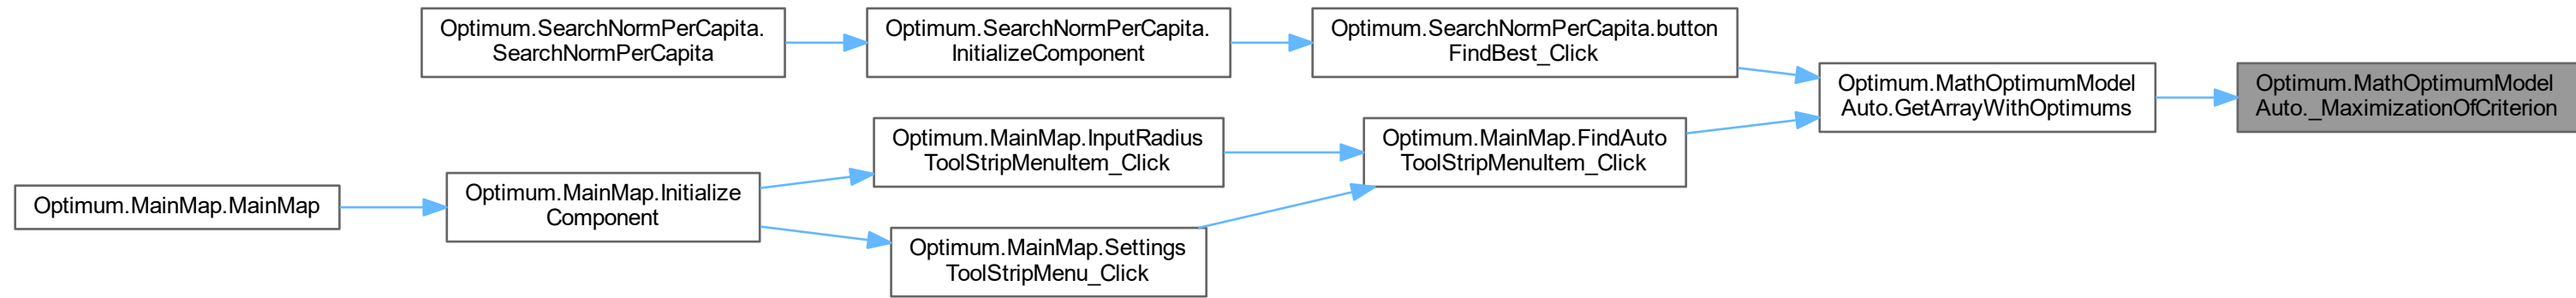 Optimum.SearchNormPerCapita.
SearchNormPerCapita
Optimum.SearchNormPerCapita.
InitializeComponent
Optimum.SearchNormPerCapita.button
FindBest_Click
Optimum.MathOptimumModel
Auto.GetArrayWithOptimums
Optimum.MathOptimumModel
Auto._MaximizationOfCriterion
Optimum.MainMap.InputRadius
ToolStripMenuItem_Click
Optimum.MainMap.FindAuto
ToolStripMenuItem_Click
Optimum.MainMap.MainMap
Optimum.MainMap.Initialize
Component
Optimum.MainMap.Settings
ToolStripMenu_Click